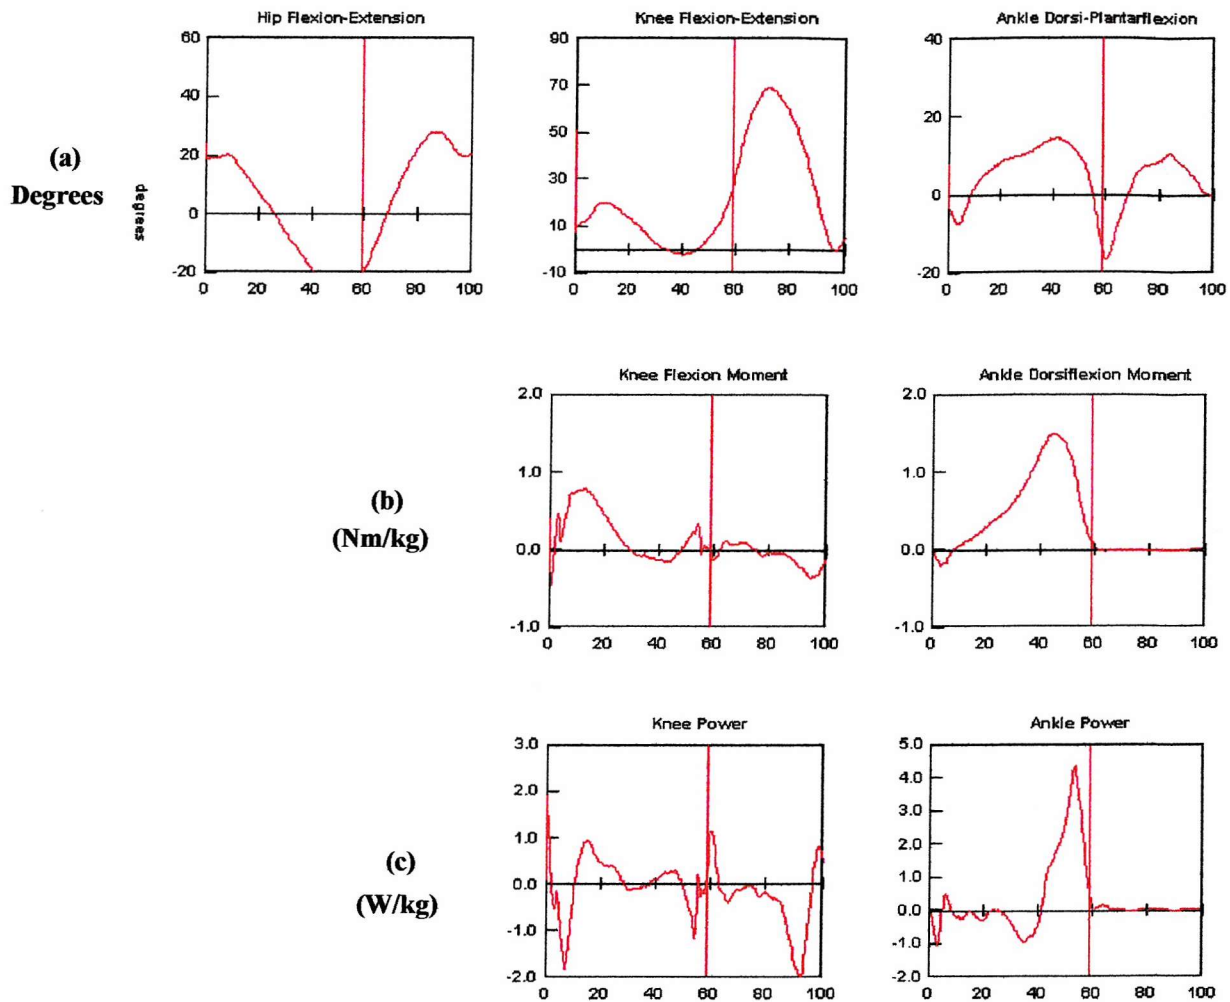 Hip Flexion-Extension
Knee Flexion-Extension
Ankle Dorsi-Plantarflexion
(a)
Degrees
degrees
60
40
20
0
-20
0 20 40 60 80 100
90
70
50
30
10
-10
0 20 40 60 80 100
40
20
0
-20
0 20 40 60 80 100
Knee Flexion Moment
Ankle Dorsiflexion Moment
(b)
(Nm/kg)
2.0
1.0
0.0
-1.0
0 20 40 60 80 100
2.0
1.0
0.0
-1.0
0 20 40 60 80 100
Knee Power
Ankle Power
(c)
(W/kg)
3.0
2.0
1.0
0.0
-1.0
-2.0
0 20 40 60 80 100
5.0
4.0
3.0
2.0
1.0
0.0
-1.0
-2.0
0 20 40 60 80 100